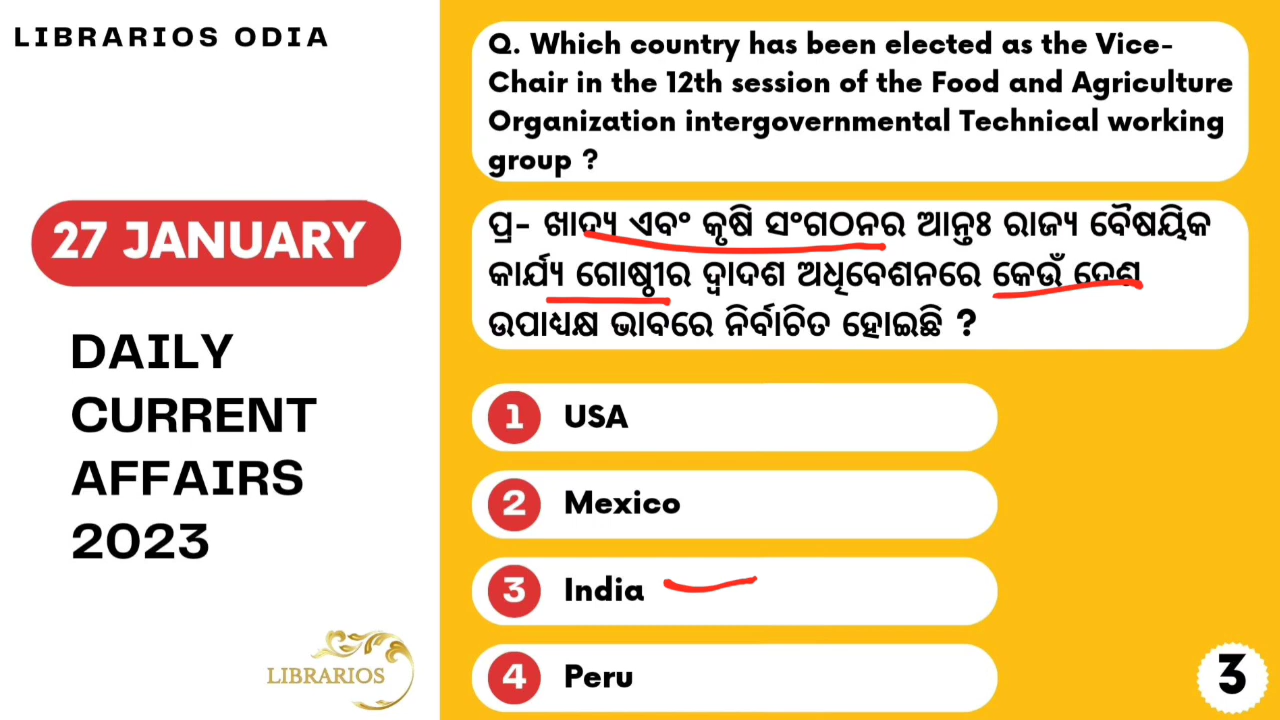 LIBRARIOS ODIA
27 JANUARY
DAILY
CURRENT
AFFAIRS
2023
LIBRARIOS
Q. Which country has been elected as the Vice-
Chair in the 12th session of the Food and Agriculture
Organization intergovernmental Technical working
group ?
ପ୍ର- ଖାଦ୍ୟ ଏବଂ କୃଷି ସଂଗଠନର ଆନ୍ତଃ ରାଜ୍ୟ ବୈଷୟିକ
କାର୍ଯ୍ୟ ଗୋଷ୍ଠୀର ଦ୍ୱାଦଶ ଅଧିବେଶନରେ କେଉଁ ଦେଶ
ଉପାଧ୍ୟକ୍ଷ ଭାବରେ ନିର୍ବାଚିତ ହୋଇଛି ?
1 USA
2 Mexico
3 India
4 Peru
3